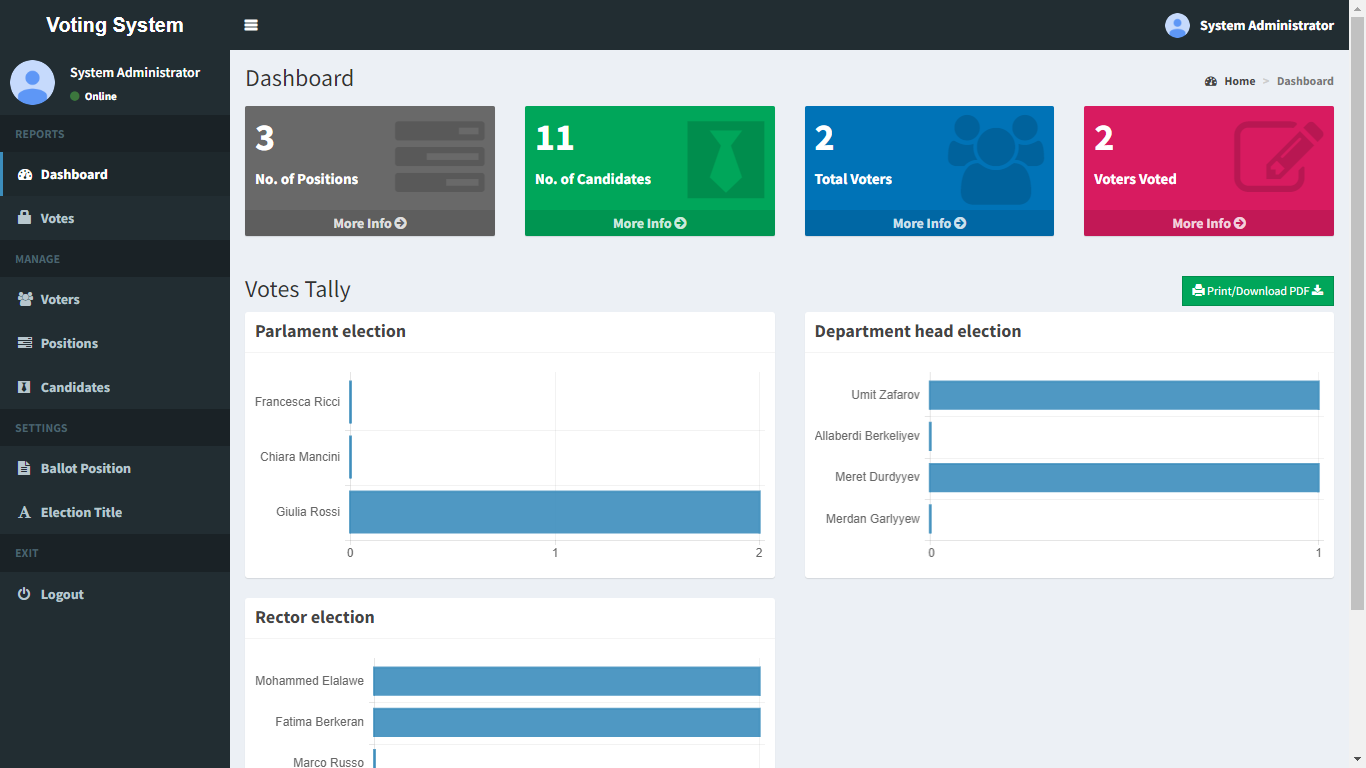 Voting System
System Administrator
System Administrator
Online
REPORTS
Dashboard
Votes
MANAGE
Voters
Positions
Candidates
SETTINGS
Ballot Position
Election Title
EXIT
Logout
Dashboard
Home > Dashboard
3
No. of Positions
More Info
11
No. of Candidates
More Info
2
Total Voters
More Info
2
Voters Voted
More Info
Votes Tally
Print/Download PDF
Parlament election
Francesca Ricci
Chiara Mancini
Giulia Rossi
0 1 2
Department head election
Umit Zafarov
Allaberdi Berkeliyev
Meret Durdyyev
Merdan Garlyyew
0 1
Rector election
Mohammed Elalawe
Fatima Berkeran
Marco Russo